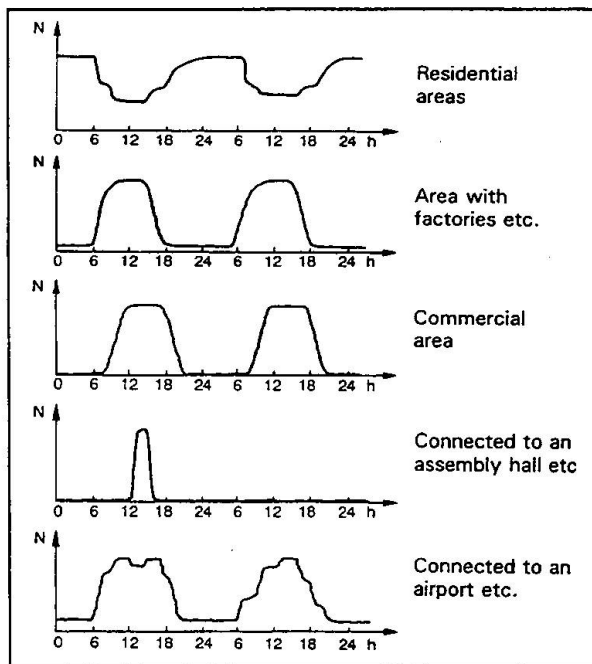 N
Residential
areas
0 6 12 18 24 6 12 18 24 h
N
Area with
factories etc.
0 6 12 18 24 6 12 18 24 h
N
Commercial
area
0 6 12 18 24 6 12 18 24 h
N
Connected to an
assembly hall etc
0 6 12 18 24 6 12 18 24 h
N
Connected to an
airport etc.
0 6 12 18 24 6 12 18 24 h